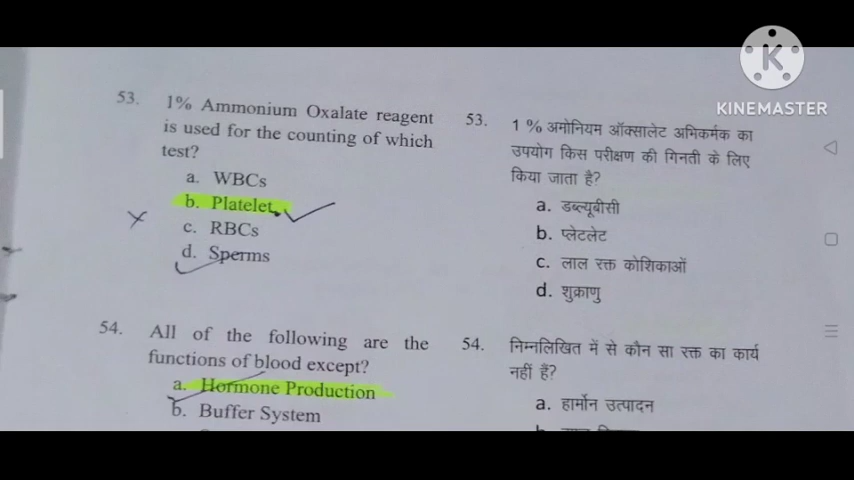 KINEMASTER
53. 1% Ammonium Oxalate reagent
is used for the counting of which
test?
a. WBCs
b. Platelet
c. RBCs
d. Sperms
54. All of the following are the
functions of blood except?
a. Hormone Production
b. Buffer System
53. 1 % अमोनियम ऑक्सालेट अभिकर्मक का
उपयोग किस परीक्षण की गिनती के लिए
किया जाता है?
a. डब्ल्यूबीसी
b. प्लेटलेट
c. लाल रक्त कोशिकाओं
d. शुक्राणु
54. निम्नलिखित में से कौन सा रक्त का कार्य
नहीं हैं?
a. हार्मोन उत्पादन